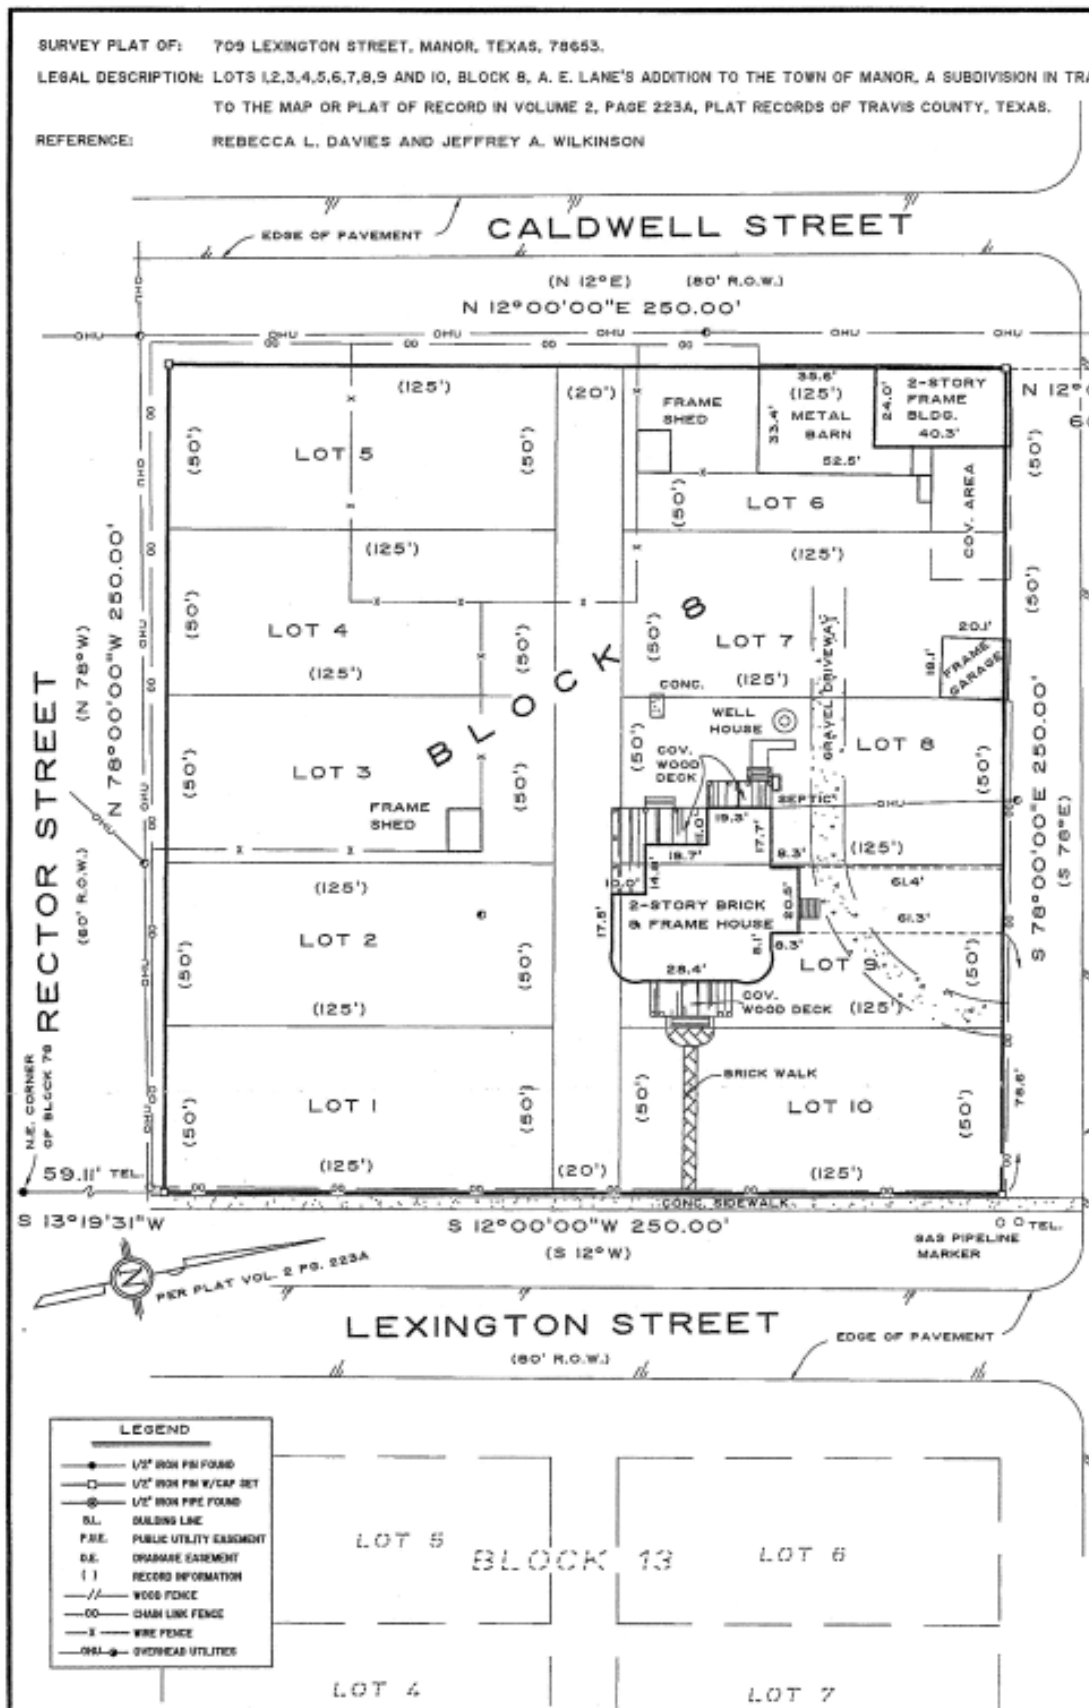 SURVEY PLAT OF: 709 LEXINGTON STREET, MANOR, TEXAS, 78653.
LEGAL DESCRIPTION: LOTS 1,2,3,4,5,6,7,8,9 AND 10, BLOCK 8, A. E. LANE'S ADDITION TO THE TOWN OF MANOR, A SUBDIVISION IN TRA
TO THE MAP OR PLAT OF RECORD IN VOLUME 2, PAGE 223A, PLAT RECORDS OF TRAVIS COUNTY, TEXAS.
REFERENCE: REBECCA L. DAVIES AND JEFFREY A. WILKINSON
EDGE OF PAVEMENT
CALDWELL STREET
(N 12°E) (80' R.O.W.)
N 12°00'00"E 250.00'
OHU OHU OHU OHU OHU OHU
(125') (20')
FRAME
SHED
35.6'
(125')
METAL
BARN
33.4'
52.5'
24.0'
2-STORY
FRAME
BLDG.
40.3'
N 12°
(50') LOT 5 (50')
(50') LOT 6 (50')
COV. AREA
(125') (125')
(50') LOT 4 (50')
(50') LOT 7 (50')
BLOCK 8
GRAVEL DRIVEWAY
20.1'
18.1'
FRAME
GARAGE
(125') (125')
CONC.
WELL
HOUSE
(50') LOT 3 (50')
(50') LOT 8 (50')
COV.
WOOD
DECK
SEPTIC
OHU
FRAME
SHED
19.3'
11.0'
17.7'
18.7'
14.8'
9.3'
10.0'
(125') (125')
61.4'
2-STORY BRICK
& FRAME HOUSE
20.5'
17.5'
61.3'
8.1'
8.3'
28.4'
(50') LOT 2 (50')
LOT 9 (50')
COV.
WOOD DECK
(125') (125')
BRICK WALK
(50') LOT 1 (50')
(50') LOT 10 (50')
78.6'
(125') (20') (125')
CONC. SIDEWALK
RECTOR STREET
(60' R.O.W.)
(N 78°W)
N 78°00'00"W 250.00'
S 78°00'00"E 250.00'
(S 78°E)
N.E. CORNER
OF BLOCK 78
59.11' TEL.
S 13°19'31"W
S 12°00'00"W 250.00'
(S 12°W)
TEL.
GAS PIPELINE
MARKER
N
PER PLAT VOL. 2 PG. 223A
LEXINGTON STREET
(80' R.O.W.)
EDGE OF PAVEMENT
LEGEND
1/2" IRON PIN FOUND
1/2" IRON PIN W/CAP SET
1/2" IRON PIPE FOUND
B.L. BUILDING LINE
P.U.E. PUBLIC UTILITY EASEMENT
D.E. DRAINAGE EASEMENT
( ) RECORD INFORMATION
// WOOD FENCE
OO CHAIN LINK FENCE
X WIRE FENCE
OHU OVERHEAD UTILITIES
LOT 5 BLOCK 13 LOT 6
LOT 4 LOT 7